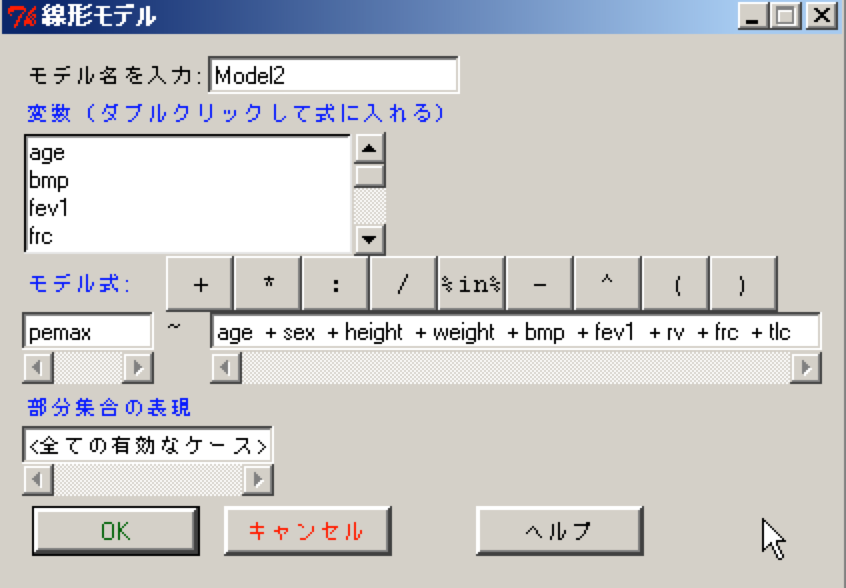 線形モデル
モデル名を入力: Model2
変数（ダブルクリックして式に入れる）
age
bmp
fev1
frc
モデル式: + * : / %in% - ^ ( )
pemax ~ age + sex + height + weight + bmp + fev1 + rv + frc + tlc
部分集合の表現
<全ての有効なケース>
OK キャンセル ヘルプ